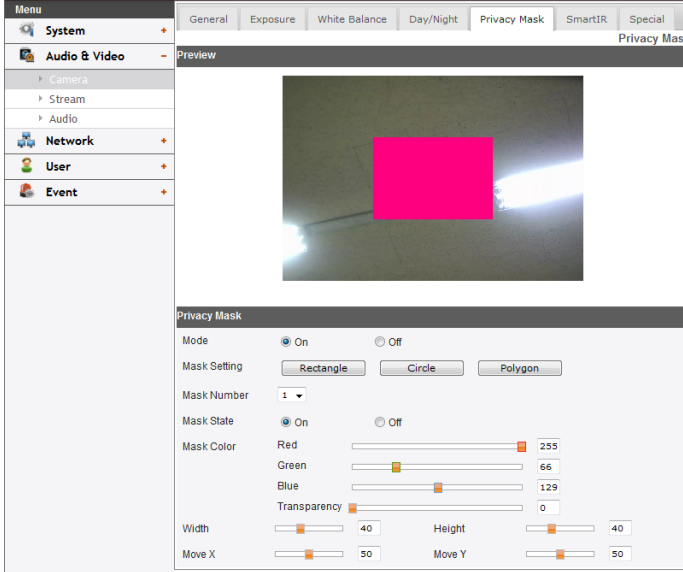 Menu
System +
Audio & Video -
Camera
Stream
Audio
Network +
User +
Event +
General Exposure White Balance Day/Night Privacy Mask SmartIR Special
Privacy Mas
Preview
Privacy Mask
Mode On Off
Mask Setting Rectangle Circle Polygon
Mask Number 1
Mask State On Off
Mask Color Red 255
Green 66
Blue 129
Transparency 0
Width 40 Height 40
Move X 50 Move Y 50